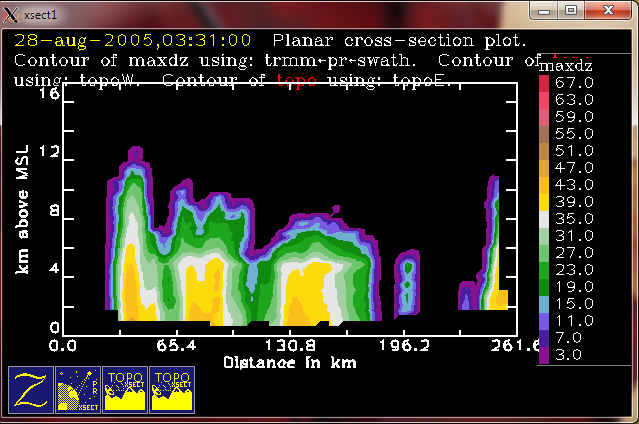 xsect1
28-aug-2005,03:31:00 Planar cross-section plot.
Contour of maxdz using: trmm←pr←swath. Contour of
using: topoW. Contour of topo using: topoE.
maxdz
67.0
63.0
59.0
55.0
51.0
47.0
43.0
39.0
35.0
31.0
27.0
23.0
19.0
15.0
11.0
7.0
3.0
km above MSL
16
12
8
4
0
0.0 65.4 130.8 196.2 261.6
Distance in km
Z
PR
XSECT
TOPO
XSECT
TOPO
XSECT